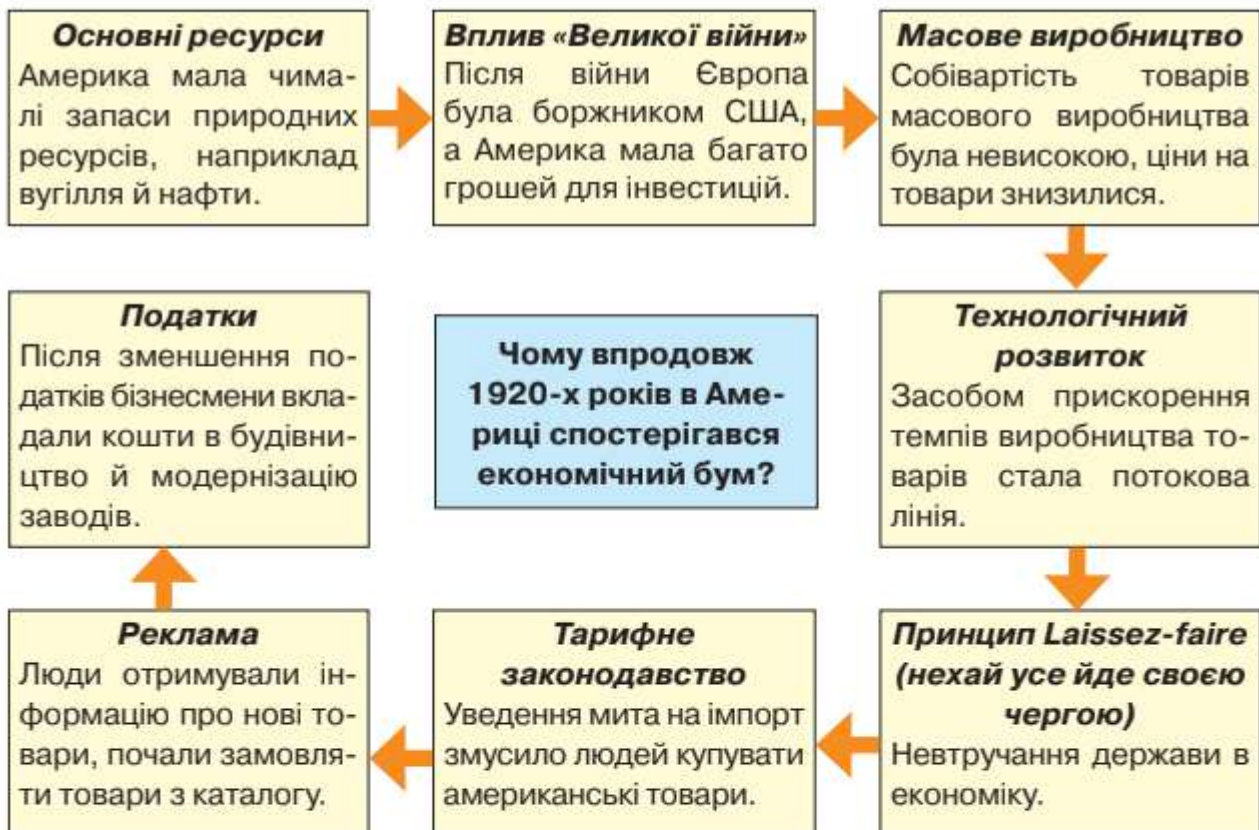 Основні ресурси
Америка мала чима-
лі запаси природних
ресурсів, наприклад
вугілля й нафти.
Вплив «Великої війни»
Після війни Європа
була боржником США,
а Америка мала багато
грошей для інвестицій.
Масове виробництво
Собівартість товарів
масового виробництва
була невисокою, ціни на
товари знизилися.
Технологічний
розвиток
Засобом прискорення
темпів виробництва то-
варів стала потокова
лінія.
Принцип Laissez-faire
(нехай усе йде своєю
чергою)
Невтручання держави в
економіку.
Тарифне
законодавство
Уведення мита на імпорт
змусило людей купувати
американські товари.
Реклама
Люди отримували ін-
формацію про нові то-
вари, почали замовля-
ти товари з каталогу.
Податки
Після зменшення по-
датків бізнесмени вкла-
дали кошти в будівни-
цтво й модернізацію
заводів.
Чому впродовж
1920-х років в Аме-
риці спостерігався
економічний бум?